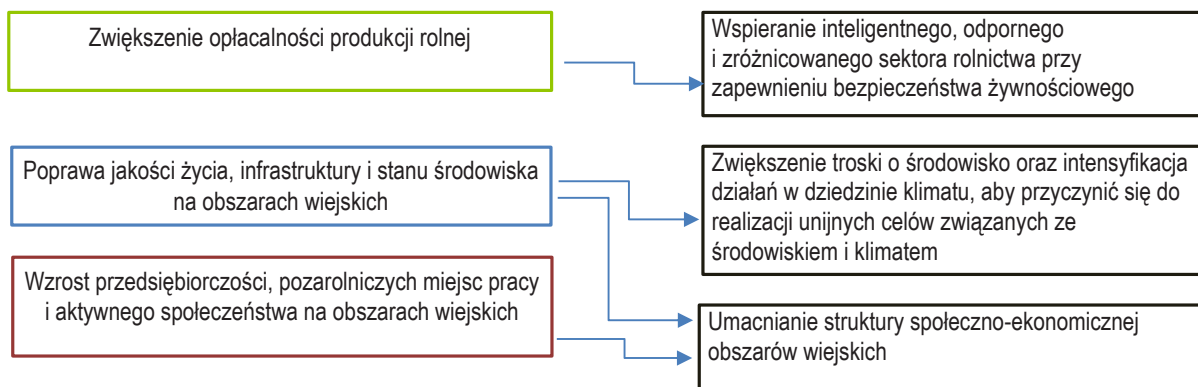 Zwiększenie opłacalności produkcji rolnej
Wspieranie inteligentnego, odpornego
i zróżnicowanego sektora rolnictwa przy
zapewnieniu bezpieczeństwa żywnościowego
Poprawa jakości życia, infrastruktury i stanu środowiska
na obszarach wiejskich
Zwiększenie troski o środowisko oraz intensyfikacja
działań w dziedzinie klimatu, aby przyczynić się do
realizacji unijnych celów związanych ze
środowiskiem i klimatem
Wzrost przedsiębiorczości, pozarolniczych miejsc pracy
i aktywnego społeczeństwa na obszarach wiejskich
Umacnianie struktury społeczno-ekonomicznej
obszarów wiejskich